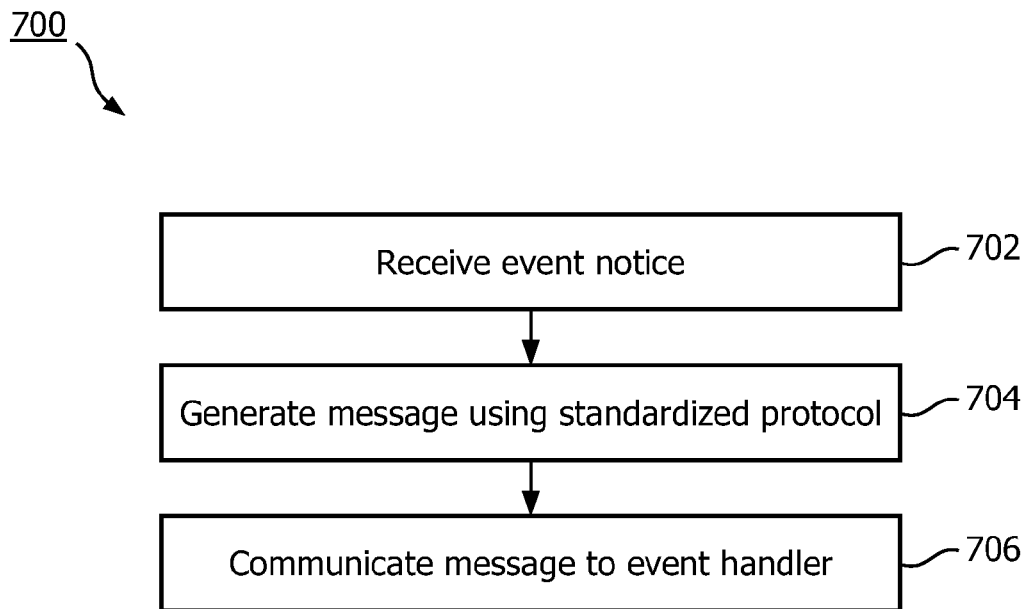 700
Receive event notice
702
Generate message using standardized protocol
704
Communicate message to event handler
706